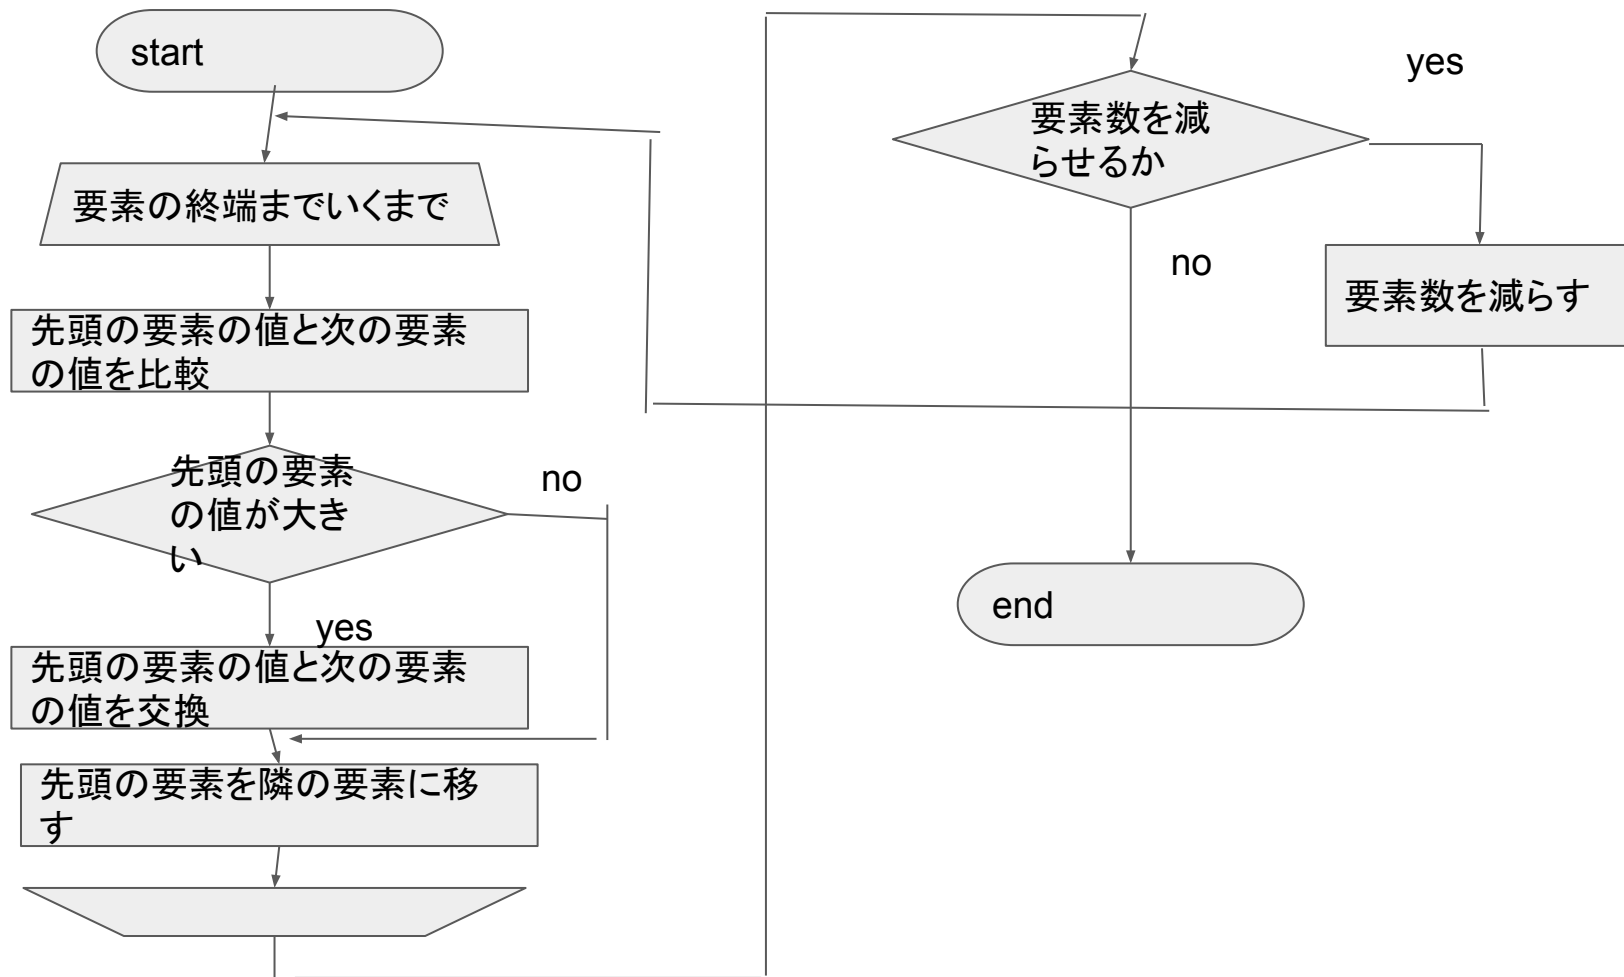 start
要素の終端までいくまで
先頭の要素の値と次の要素
の値を比較
先頭の要素
の値が大き
い
no
yes
先頭の要素の値と次の要素
の値を交換
先頭の要素を隣の要素に移
す
要素数を減
らせるか
yes
no
要素数を減らす
end